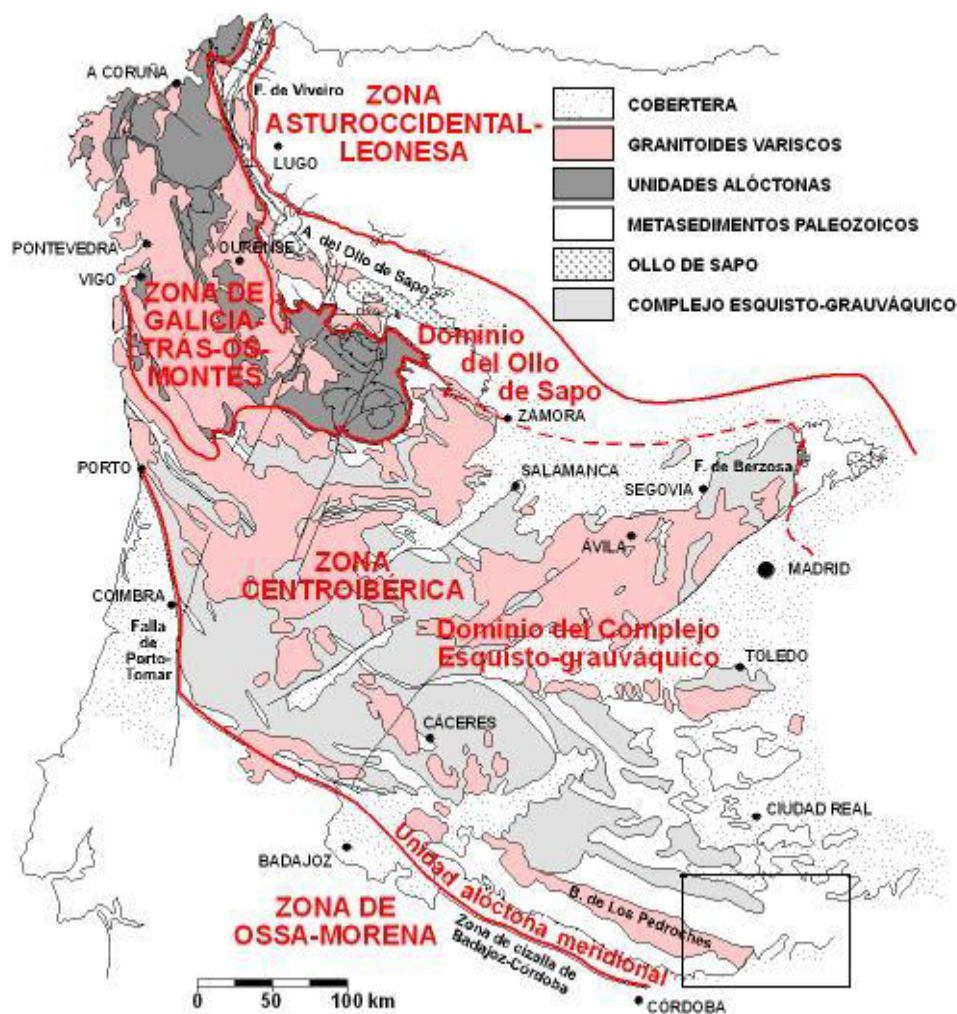 A CORUÑA
F. de Viveiro
ZONA
ASTUROCCIDENTAL-
LEONESA
LUGO
COBERTERA
GRANITOIDES VARISCOS
UNIDADES ALÓCTONAS
METASEDIMENTOS PALEOZOICOS
OLLO DE SAPO
COMPLEJO ESQUISTO-GRAUVÁQUICO
PONTEVEDRA
OURENSE
A. del Ollo de Sapo
VIGO
ZONA DE
GALICIA-
TRÁS-OS-
MONTES
Dominio
del Ollo
de Sapo
ZAMORA
PORTO
SALAMANCA
SEGOVIA
F. de Berzosa
ÁVILA
MADRID
ZONA
CENTROIBÉRICA
COIMBRA
Falla
de
Porto-
Tomar
Dominio del Complejo
Esquisto-grauváquico
TOLEDO
CÁCERES
CIUDAD REAL
BADAJOZ
Unidad alóctona meridional
B. de Los Pedroches
ZONA DE
OSSA-MORENA
Zona de cizalla de
Badajoz-Córdoba
CÓRDOBA
0 50 100 km